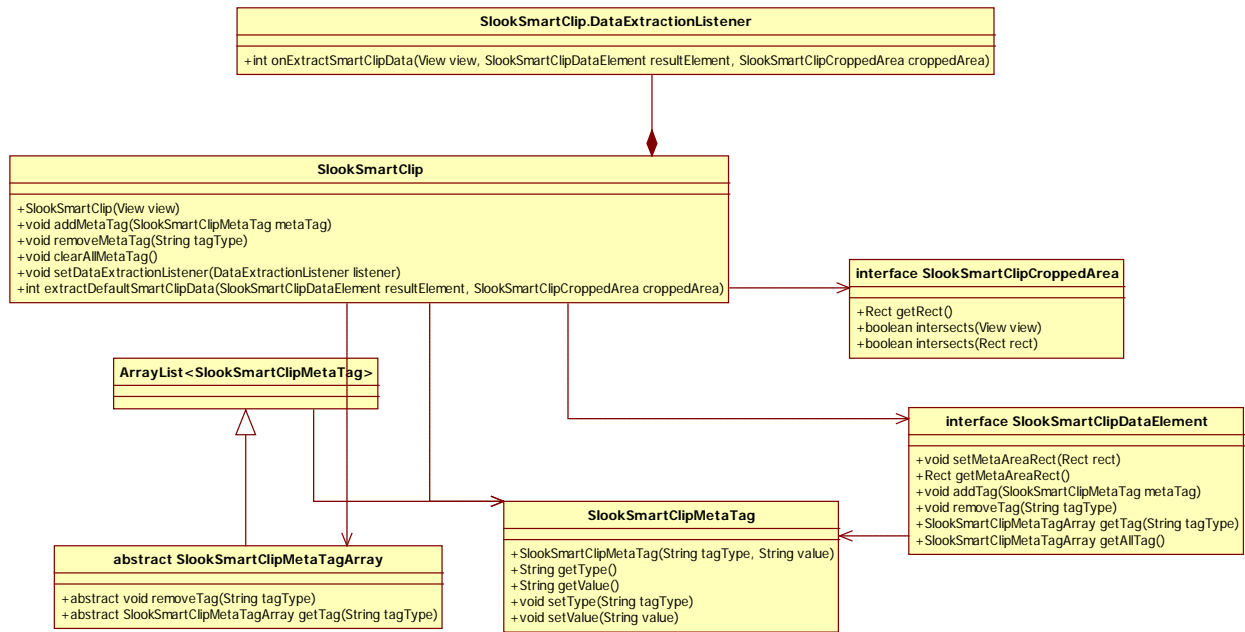 SlookSmartClip.DataExtractionListener
+int onExtractSmartClipData(View view, SlookSmartClipDataElement resultElement, SlookSmartClipCroppedArea croppedArea)
SlookSmartClip
+SlookSmartClip(View view)
+void addMetaTag(SlookSmartClipMetaTag metaTag)
+void removeMetaTag(String tagType)
+void clearAllMetaTag()
+void setDataExtractionListener(DataExtractionListener listener)
+int extractDefaultSmartClipData(SlookSmartClipDataElement resultElement, SlookSmartClipCroppedArea croppedArea)
interface SlookSmartClipCroppedArea
+Rect getRect()
+boolean intersects(View view)
+boolean intersects(Rect rect)
ArrayList<SlookSmartClipMetaTag>
interface SlookSmartClipDataElement
+void setMetaAreaRect(Rect rect)
+Rect getMetaAreaRect()
+void addTag(SlookSmartClipMetaTag metaTag)
+void removeTag(String tagType)
+SlookSmartClipMetaTagArray getTag(String tagType)
+SlookSmartClipMetaTagArray getAllTag()
SlookSmartClipMetaTag
+SlookSmartClipMetaTag(String tagType, String value)
+String getType()
+String getValue()
+void setType(String tagType)
+void setValue(String value)
abstract SlookSmartClipMetaTagArray
+abstract void removeTag(String tagType)
+abstract SlookSmartClipMetaTagArray getTag(String tagType)